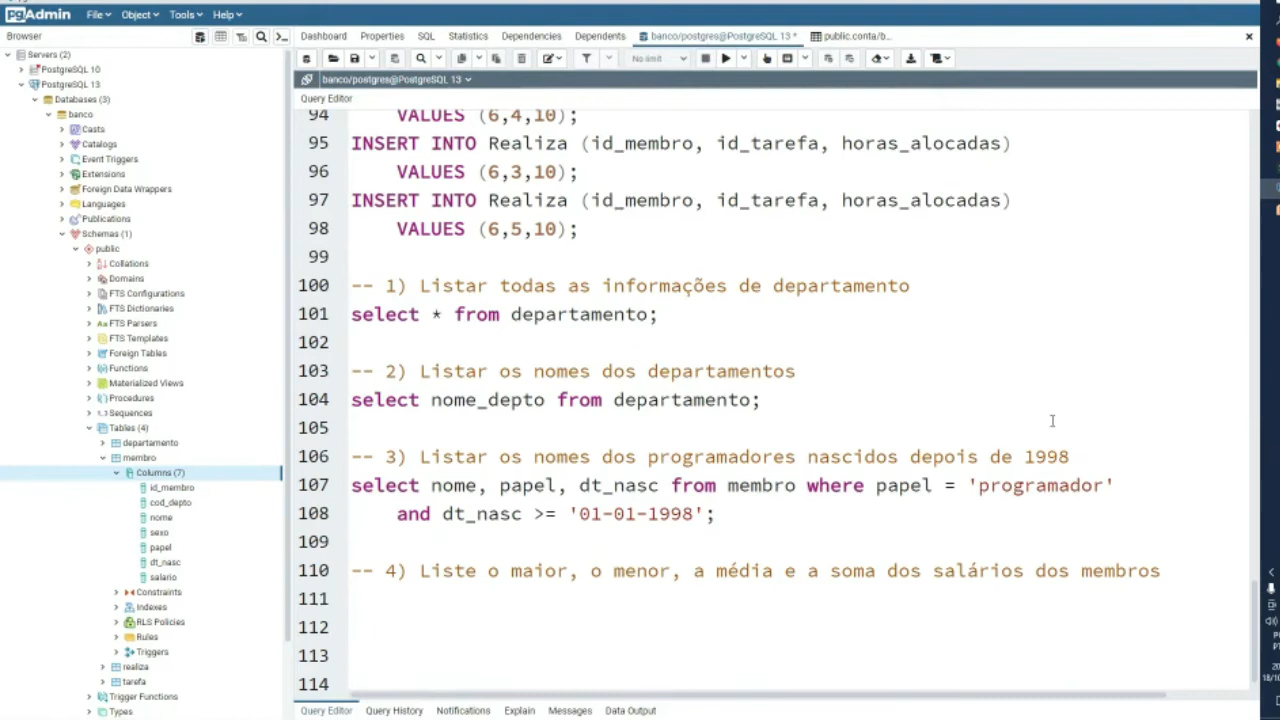 pgAdmin File Object Tools Help
Browser
Dashboard Properties SQL Statistics Dependencies Dependents banco/postgres@PostgreSQL 13 * public.conta/b...
No limit
banco/postgres@PostgreSQL 13
Query Editor
Servers (2)
PostgreSQL 10
PostgreSQL 13
Databases (3)
banco
Casts
Catalogs
Event Triggers
Extensions
Foreign Data Wrappers
Languages
Publications
Schemas (1)
public
Collations
Domains
FTS Configurations
FTS Dictionaries
FTS Parsers
FTS Templates
Foreign Tables
Functions
Materialized Views
Procedures
1..3 Sequences
Tables (4)
departamento
membro
Columns (7)
id_membro
cod_depto
nome
sexo
papel
dt_nasc
salario
Constraints
Indexes
RLS Policies
Rules
Triggers
realiza
tarefa
Trigger Functions
Types
94 VALUES (6,4,10);
95 INSERT INTO Realiza (id_membro, id_tarefa, horas_alocadas)
96 VALUES (6,3,10);
97 INSERT INTO Realiza (id_membro, id_tarefa, horas_alocadas)
98 VALUES (6,5,10);
99
100 -- 1) Listar todas as informações de departamento
101 select * from departamento;
102
103 -- 2) Listar os nomes dos departamentos
104 select nome_depto from departamento;
105
106 -- 3) Listar os nomes dos programadores nascidos depois de 1998
107 select nome, papel, dt_nasc from membro where papel = 'programador'
108 and dt_nasc >= '01-01-1998';
109
110 -- 4) Liste o maior, o menor, a média e a soma dos salários dos membros
111
112
113
114
Query Editor Query History Notifications Explain Messages Data Output